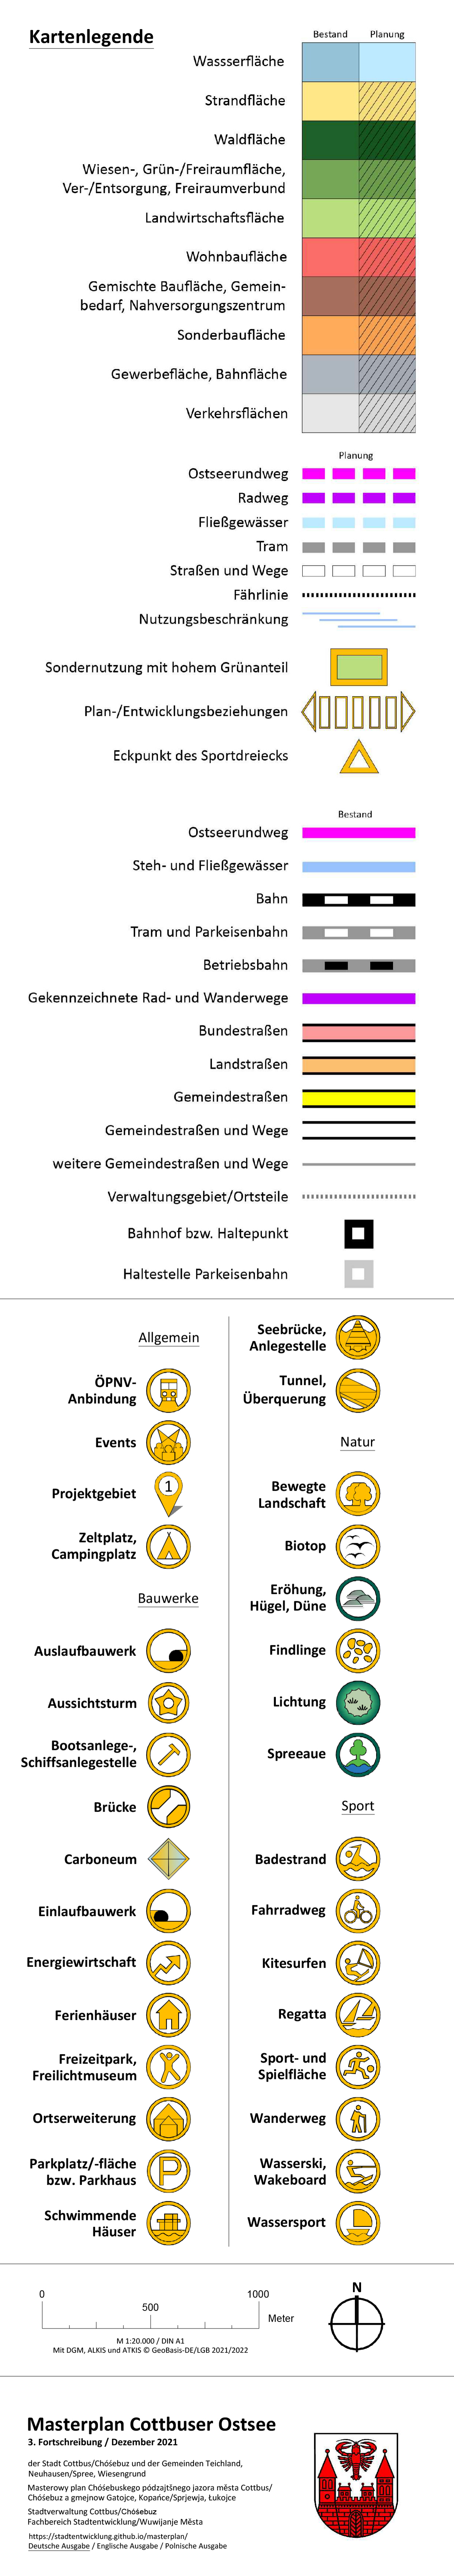 Kartenlegende
Bestand Planung
Wassserfläche
Strandfläche
Waldfläche
Wiesen-, Grün-/Freiraumfläche,
Ver-/Entsorgung, Freiraumverbund
Landwirtschaftsfläche
Wohnbaufläche
Gemischte Baufläche, Gemein-
bedarf, Nahversorgungszentrum
Sonderbaufläche
Gewerbefläche, Bahnfläche
Verkehrsflächen
Planung
Ostseerundweg
Radweg
Fließgewässer
Tram
Straßen und Wege
Fährlinie
Nutzungsbeschränkung
Sondernutzung mit hohem Grünanteil
Plan-/Entwicklungsbeziehungen
Eckpunkt des Sportdreiecks
Bestand
Ostseerundweg
Steh- und Fließgewässer
Bahn
Tram und Parkeisenbahn
Betriebsbahn
Gekennzeichnete Rad- und Wanderwege
Bundestraßen
Landstraßen
Gemeindestraßen
Gemeindestraßen und Wege
weitere Gemeindestraßen und Wege
Verwaltungsgebiet/Ortsteile
Bahnhof bzw. Haltepunkt
Haltestelle Parkeisenbahn
Allgemein
ÖPNV-
Anbindung
Events
Projektgebiet
1
Zeltplatz,
Campingplatz
Bauwerke
Auslaufbauwerk
Aussichtsturm
Bootsanlege-,
Schiffsanlegestelle
Brücke
Carboneum
Einlaufbauwerk
Energiewirtschaft
Ferienhäuser
Freizeitpark,
Freilichtmuseum
Ortserweiterung
Parkplatz/-fläche
bzw. Parkhaus
P
Schwimmende
Häuser
Seebrücke,
Anlegestelle
Tunnel,
Überquerung
Natur
Bewegte
Landschaft
Biotop
Eröhung,
Hügel, Düne
Findlinge
Lichtung
Spreeaue
Sport
Badestrand
Fahrradweg
Kitesurfen
Regatta
Sport- und
Spielfläche
Wanderweg
Wasserski,
Wakeboard
Wassersport
0 500 1000
Meter
M 1:20.000 / DIN A1
Mit DGM, ALKIS und ATKIS © GeoBasis-DE/LGB 2021/2022
N
Masterplan Cottbuser Ostsee
3. Fortschreibung / Dezember 2021
der Stadt Cottbus/Chóśebuz und der Gemeinden Teichland,
Neuhausen/Spree, Wiesengrund
Masterowy plan Chóśebuskego pódzajtšnego jazora města Cottbus/
Chóśebuz a gmejnow Gatojce, Kopańce/Sprjewja, Łukojce
Stadtverwaltung Cottbus/Chóśebuz
Fachbereich Stadtentwicklung/Wuwijanje Města
https://stadtentwicklung.github.io/masterplan/
Deutsche Ausgabe / Englische Ausgabe / Polnische Ausgabe